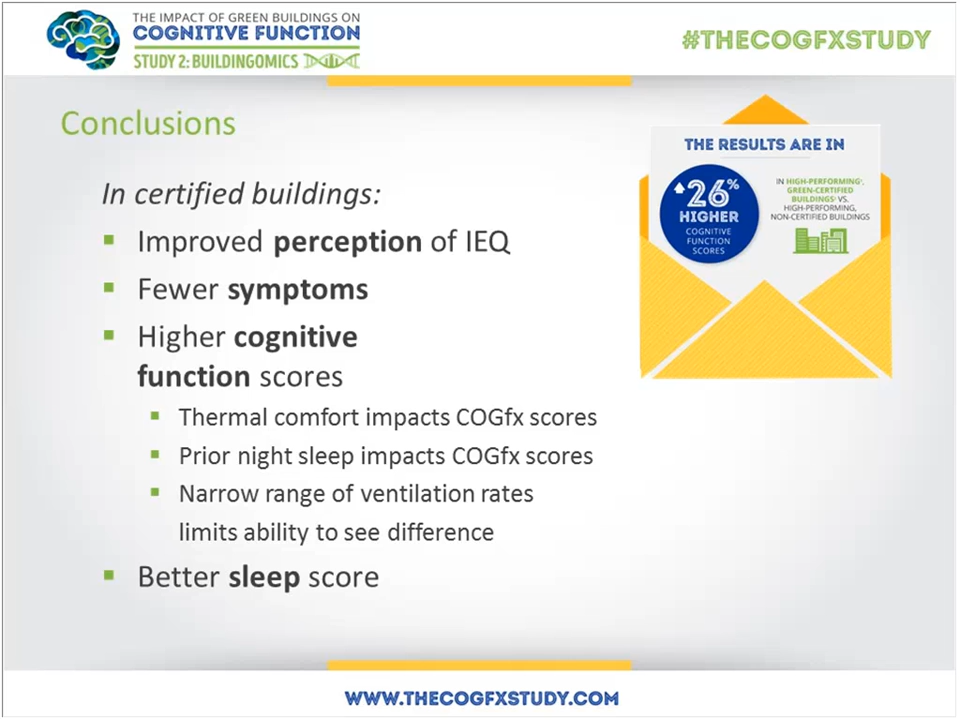 THE IMPACT OF GREEN BUILDINGS ON
COGNITIVE FUNCTION
STUDY 2: BUILDINGOMICS
#THECOGFXSTUDY
Conclusions
In certified buildings:
▪ Improved perception of IEQ
▪ Fewer symptoms
▪ Higher cognitive
function scores
▪ Thermal comfort impacts COGfx scores
▪ Prior night sleep impacts COGfx scores
▪ Narrow range of ventilation rates
limits ability to see difference
▪ Better sleep score
THE RESULTS ARE IN
26%
HIGHER
COGNITIVE
FUNCTION
SCORES
IN HIGH-PERFORMING,
GREEN-CERTIFIED
BUILDINGS VS.
HIGH-PERFORMING,
NON-CERTIFIED BUILDINGS
WWW.THECOGFXSTUDY.COM